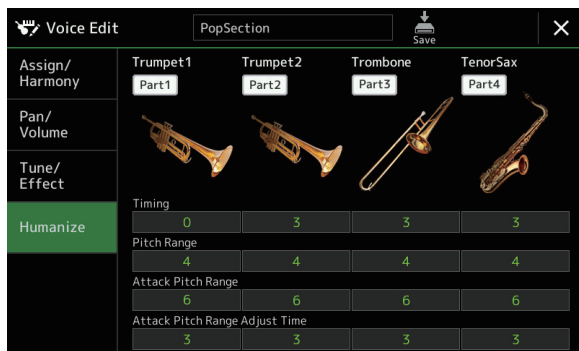 Voice Edit
PopSection
Save
Assign/
Harmony
Pan/
Volume
Tune/
Effect
Humanize
Trumpet1 Trumpet2 Trombone TenorSax
Part1 Part2 Part3 Part4
Timing
0 3 3 3
Pitch Range
4 4 4 4
Attack Pitch Range
6 6 6 6
Attack Pitch Range Adjust Time
3 3 3 3